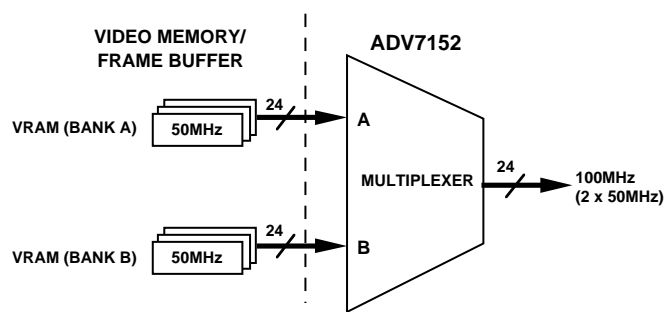 VIDEO MEMORY/
FRAME BUFFER
ADV7152
VRAM (BANK A)
50MHz
24
A
MULTIPLEXER
24
100MHz
(2 x 50MHz)
VRAM (BANK B)
50MHz
24
B